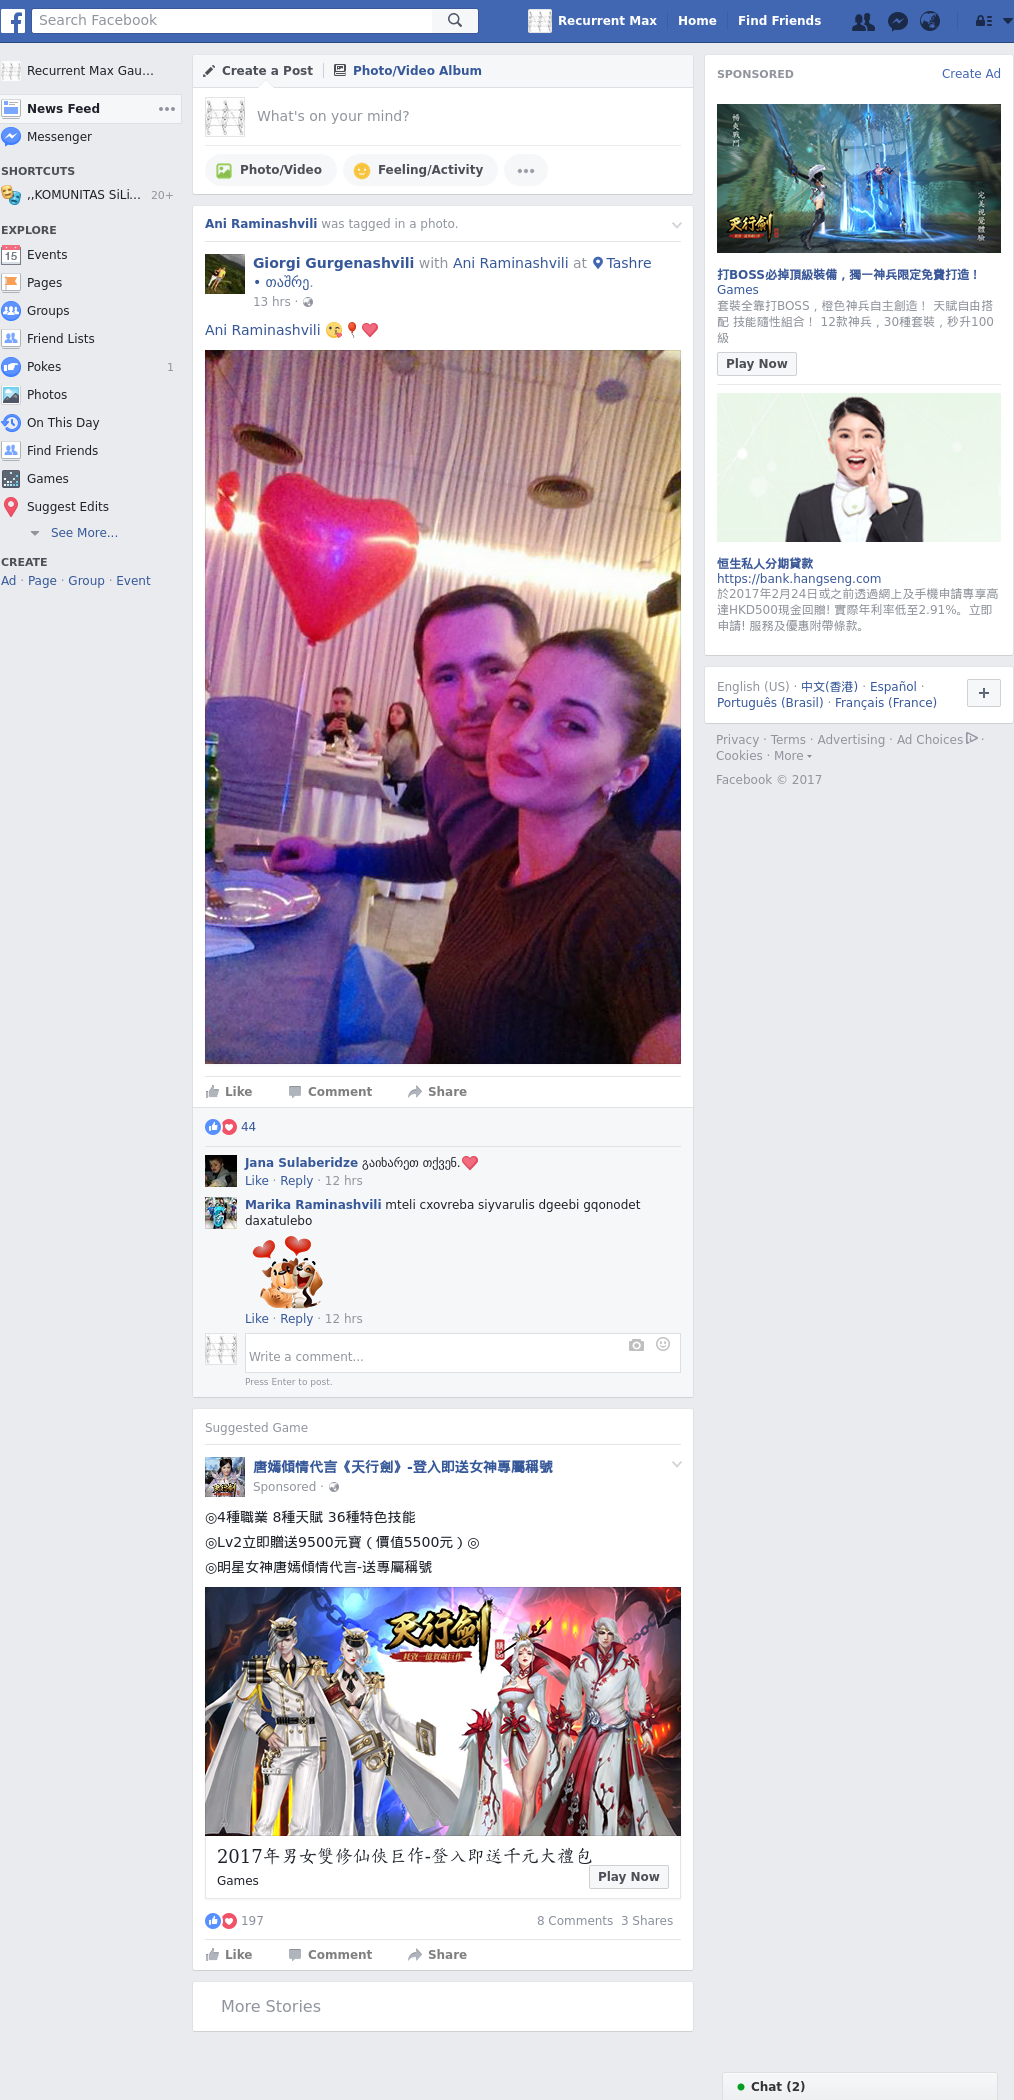 Search Facebook
Recurrent Max
Home
Find Friends
Recurrent Max Gau...
News Feed
Messenger
SHORTCUTS
,,KOMUNITAS SiLi... 20+
EXPLORE
15 Events
Pages
Groups
Friend Lists
Pokes 1
Photos
On This Day
Find Friends
Games
Suggest Edits
See More...
CREATE
Ad · Page · Group · Event
Create a Post
Photo/Video Album
What's on your mind?
Photo/Video
Feeling/Activity
Ani Raminashvili was tagged in a photo.
Giorgi Gurgenashvili with Ani Raminashvili at Tashre
• თაშრე.
13 hrs ·
Ani Raminashvili 😘🎈❤
Like Comment Share
44
Jana Sulaberidze გაიხარეთ თქვენ.❤
Like · Reply · 12 hrs
Marika Raminashvili mteli cxovreba siyvarulis dgeebi gqonodet
daxatulebo
Like · Reply · 12 hrs
Write a comment...
Press Enter to post.
Suggested Game
唐嫣傾情代言《天行劍》-登入即送女神專屬稱號
Sponsored ·
◎4種職業 8種天賦 36種特色技能
◎Lv2立即贈送9500元寶（價值5500元）◎
◎明星女神唐嫣傾情代言-送專屬稱號
天行劍
耗資一億賀歲巨作
2017年男女雙修仙俠巨作-登入即送千元大禮包
Games
Play Now
197
8 Comments 3 Shares
Like Comment Share
More Stories
SPONSORED
Create Ad
暢爽戰鬥
完美視覺體驗
天行劍
打BOSS必掉頂級裝備，獨一神兵限定免費打造！
Games
套裝全靠打BOSS，橙色神兵自主創造！ 天賦自由搭
配 技能隨性組合！ 12款神兵，30種套裝，秒升100
級
Play Now
恒生私人分期貸款
https://bank.hangseng.com
於2017年2月24日或之前透過網上及手機申請專享高
達HKD500現金回贈! 實際年利率低至2.91%。立即
申請! 服務及優惠附帶條款。
English (US) · 中文(香港) · Español ·
Português (Brasil) · Français (France)
Privacy · Terms · Advertising · Ad Choices ·
Cookies · More
Facebook © 2017
Chat (2)